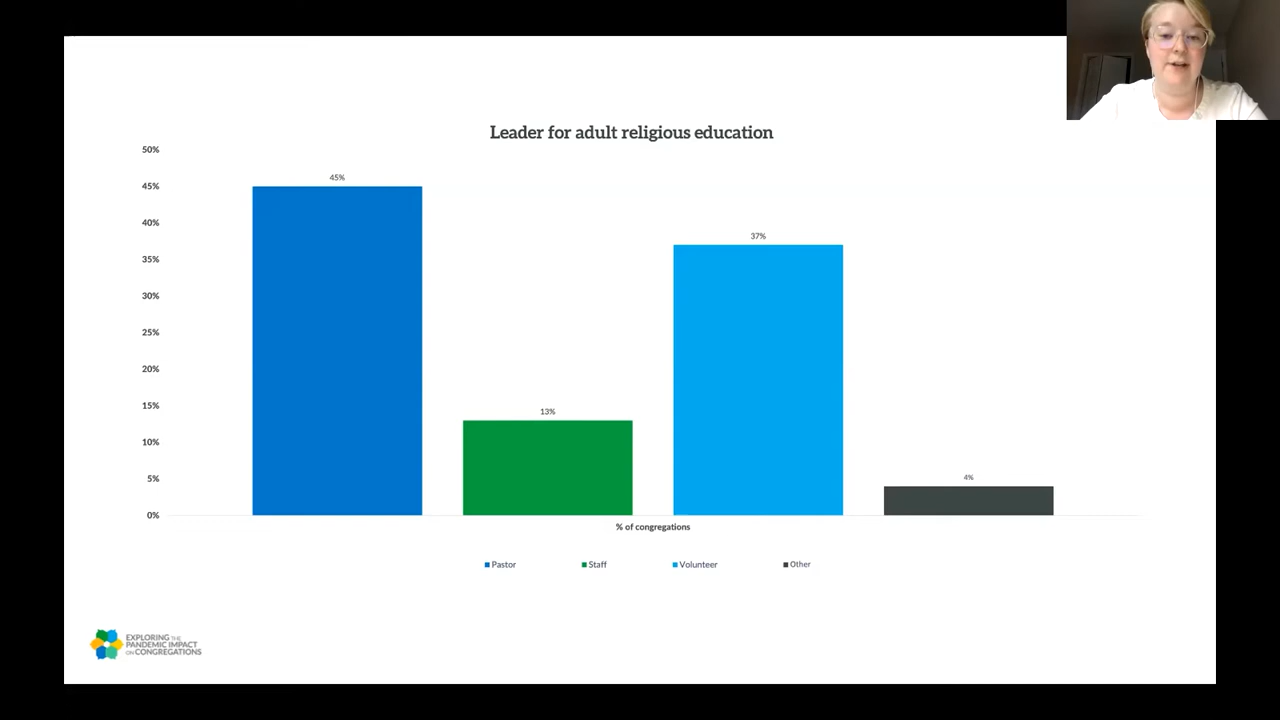 Leader for adult religious education
50%
45%
40%
35%
30%
25%
20%
15%
10%
5%
0%
45%
13%
37%
4%
% of congregations
Pastor Staff Volunteer Other
EXPLORING THE
PANDEMIC IMPACT
ON CONGREGATIONS